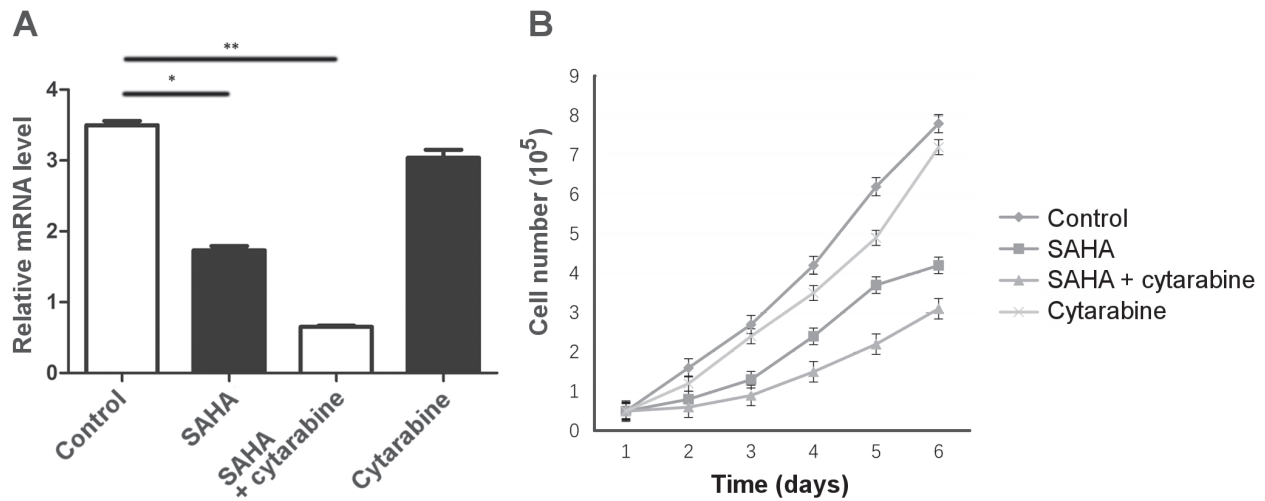 A
**
*
Relative mRNA level
4
3
2
1
0
Control
SAHA
SAHA
+ cytarabine
Cytarabine
B
Cell number (10⁵)
9
8
7
6
5
4
3
2
1
0
1 2 3 4 5 6
Time (days)
Control
SAHA
SAHA + cytarabine
Cytarabine